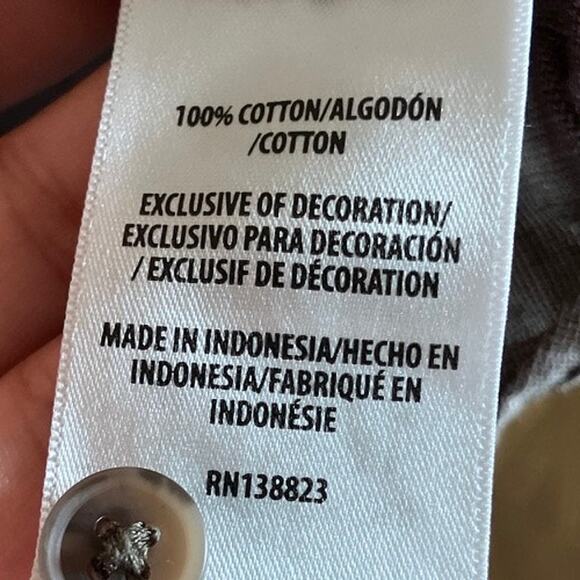 100% COTTON/ALGODÓN
/COTTON
EXCLUSIVE OF DECORATION/
EXCLUSIVO PARA DECORACIÓN
/EXCLUSIF DE DÉCORATION
MADE IN INDONESIA/HECHO EN
INDONESIA/FABRIQUÉ EN
INDONÉSIE
RN138823